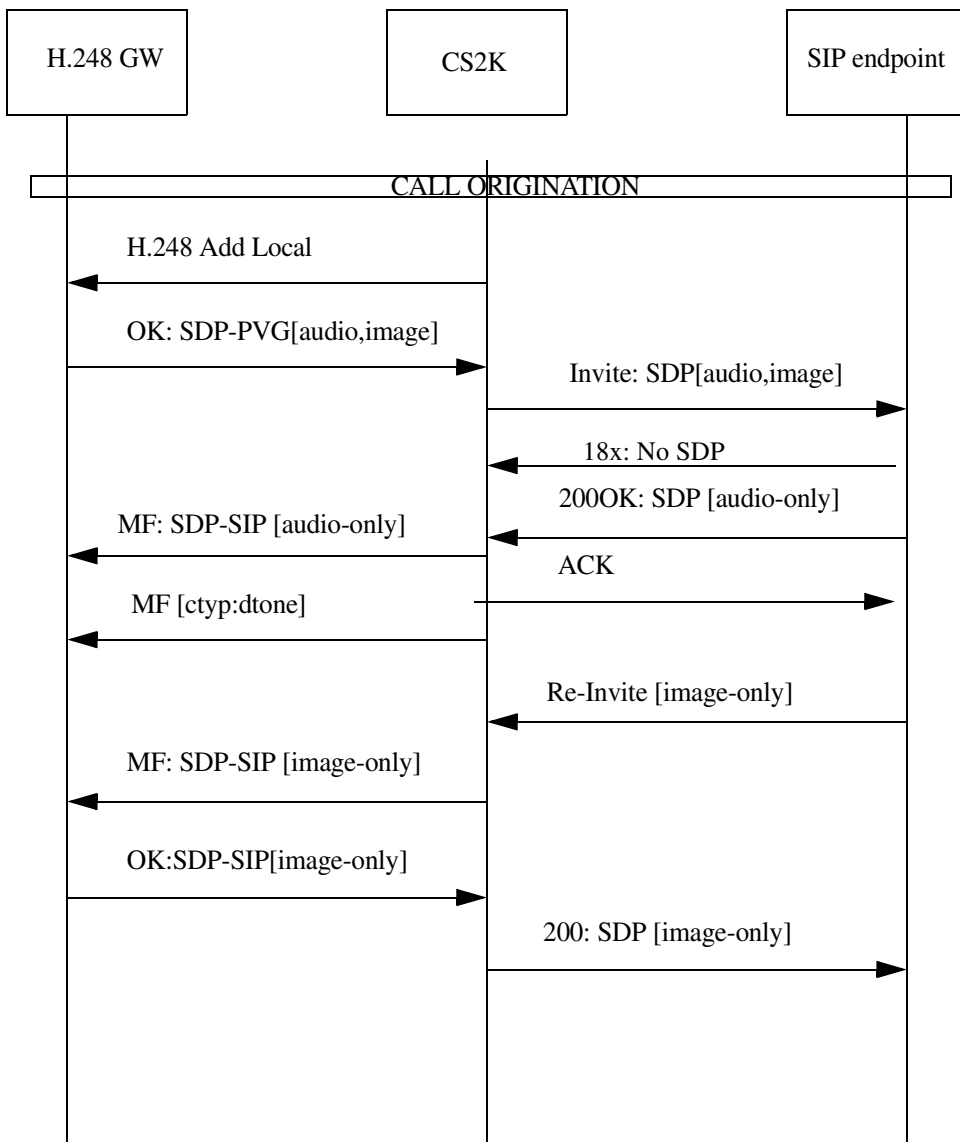 H.248 GW
CS2K
SIP endpoint
CALL ORIGINATION
H.248 Add Local
OK: SDP-PVG[audio,image]
Invite: SDP[audio,image]
18x: No SDP
200OK: SDP [audio-only]
MF: SDP-SIP [audio-only]
ACK
MF [ctyp:dtone]
Re-Invite [image-only]
MF: SDP-SIP [image-only]
OK:SDP-SIP[image-only]
200: SDP [image-only]